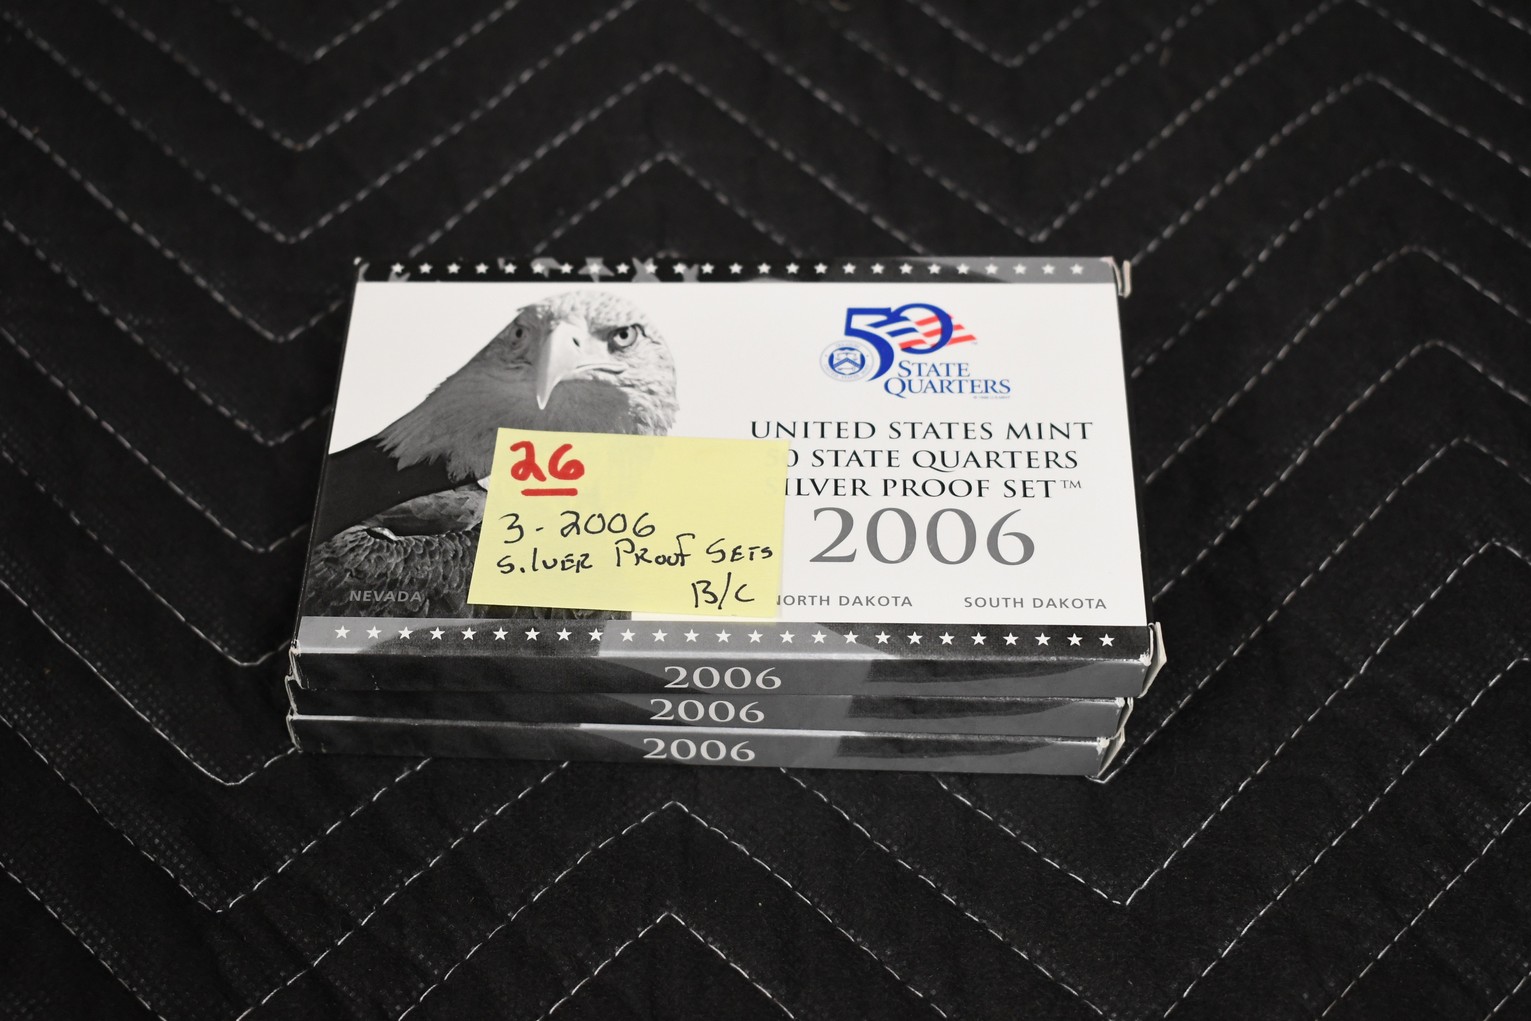 50
STATE
QUARTERS
UNITED STATES MINT
0 STATE QUARTERS
ILVER PROOF SET™
2006
NEVADA
NORTH DAKOTA
SOUTH DAKOTA
26
3-2006
S.lver Proof Sets
B/C
2006
2006
2006